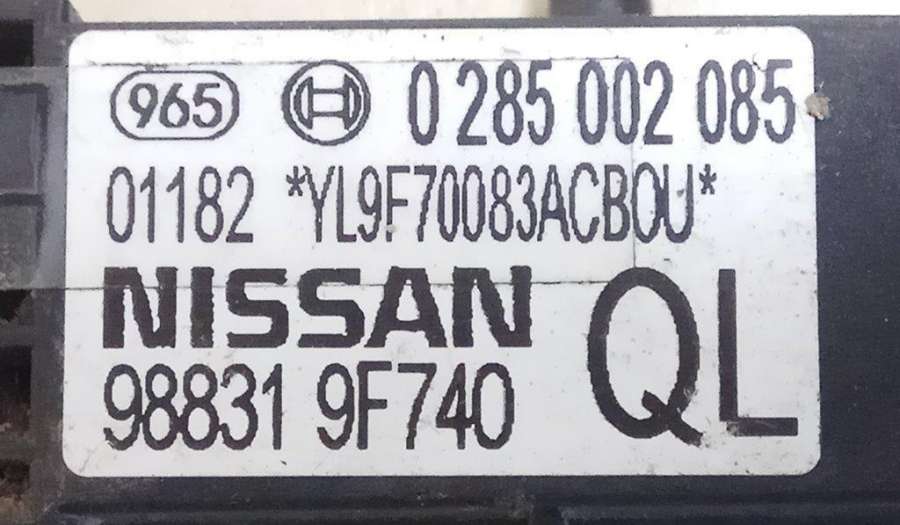 965 0 285 002 085
01182 *YL9F70083ACBOU*
NISSAN QL
98831 9F740